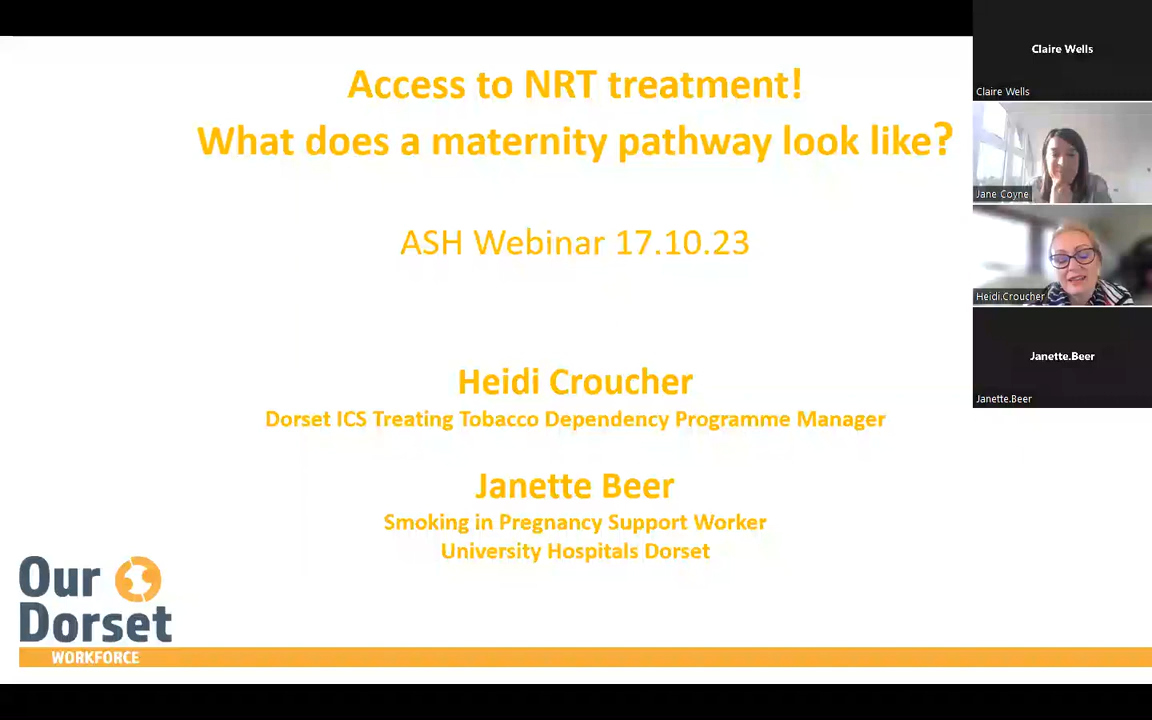 Access to NRT treatment!
What does a maternity pathway look like?
ASH Webinar 17.10.23
Heidi Croucher
Dorset ICS Treating Tobacco Dependency Programme Manager
Janette Beer
Smoking in Pregnancy Support Worker
University Hospitals Dorset
Our
Dorset
WORKFORCE
Claire Wells
Claire Wells
Jane Coyne
Heidi.Croucher
Janette.Beer
Janette.Beer